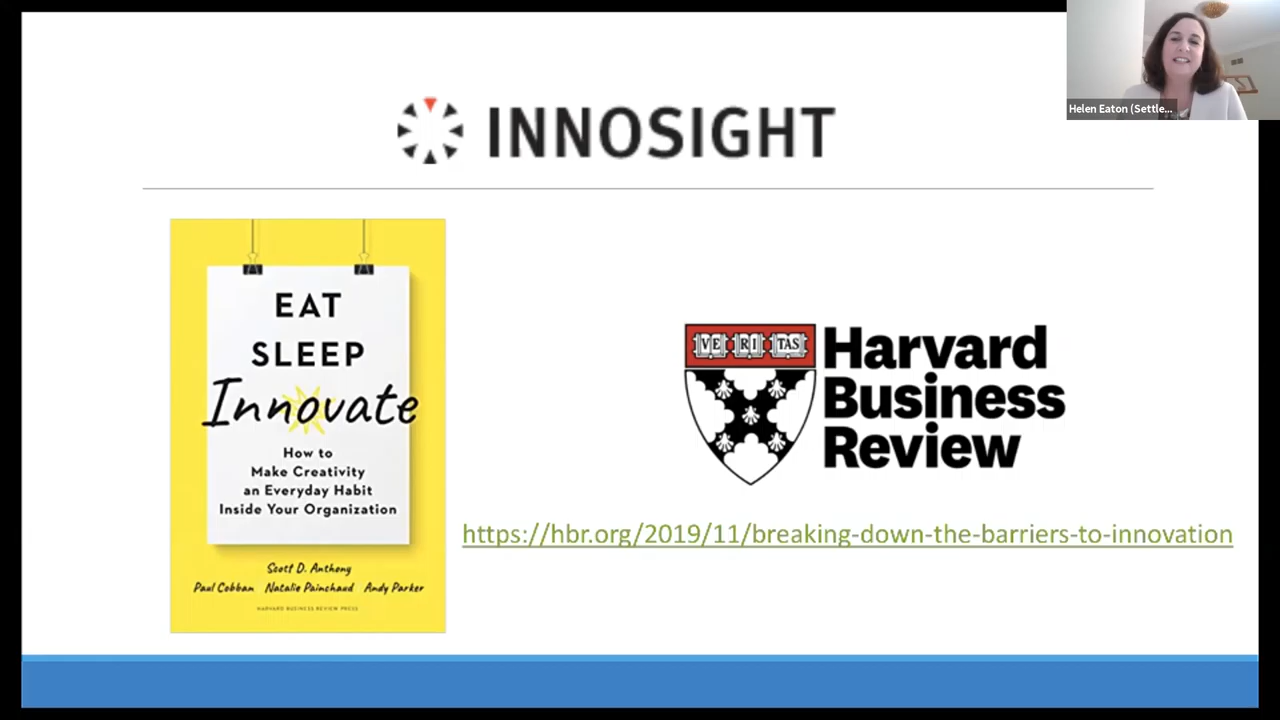 Helen Eaton (Settle...
INNOSIGHT
EAT
SLEEP
Innovate
How to
Make Creativity
an Everyday Habit
Inside Your Organization
Scott D. Anthony
Paul Cobban Natalie Painchaud Andy Parker
HARVARD BUSINESS REVIEW PRESS
VE RI TAS
Harvard
Business
Review
https://hbr.org/2019/11/breaking-down-the-barriers-to-innovation